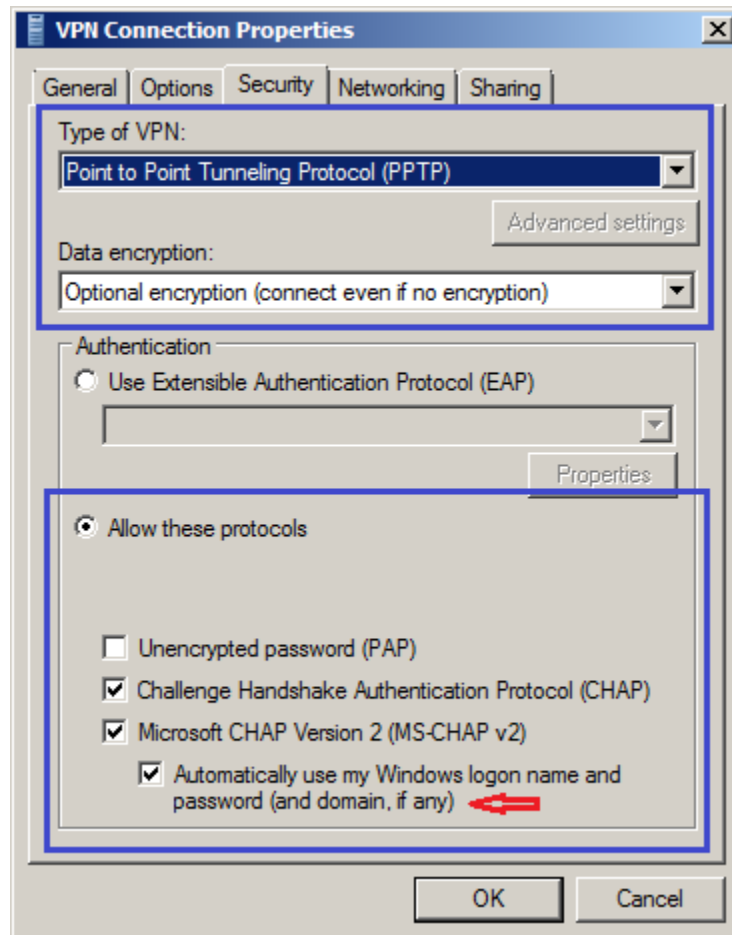 VPN Connection Properties
General Options Security Networking Sharing
Type of VPN:
Point to Point Tunneling Protocol (PPTP)
Advanced settings
Data encryption:
Optional encryption (connect even if no encryption)
Authentication
Use Extensible Authentication Protocol (EAP)
Properties
Allow these protocols
Unencrypted password (PAP)
Challenge Handshake Authentication Protocol (CHAP)
Microsoft CHAP Version 2 (MS-CHAP v2)
Automatically use my Windows logon name and
password (and domain, if any)
OK Cancel